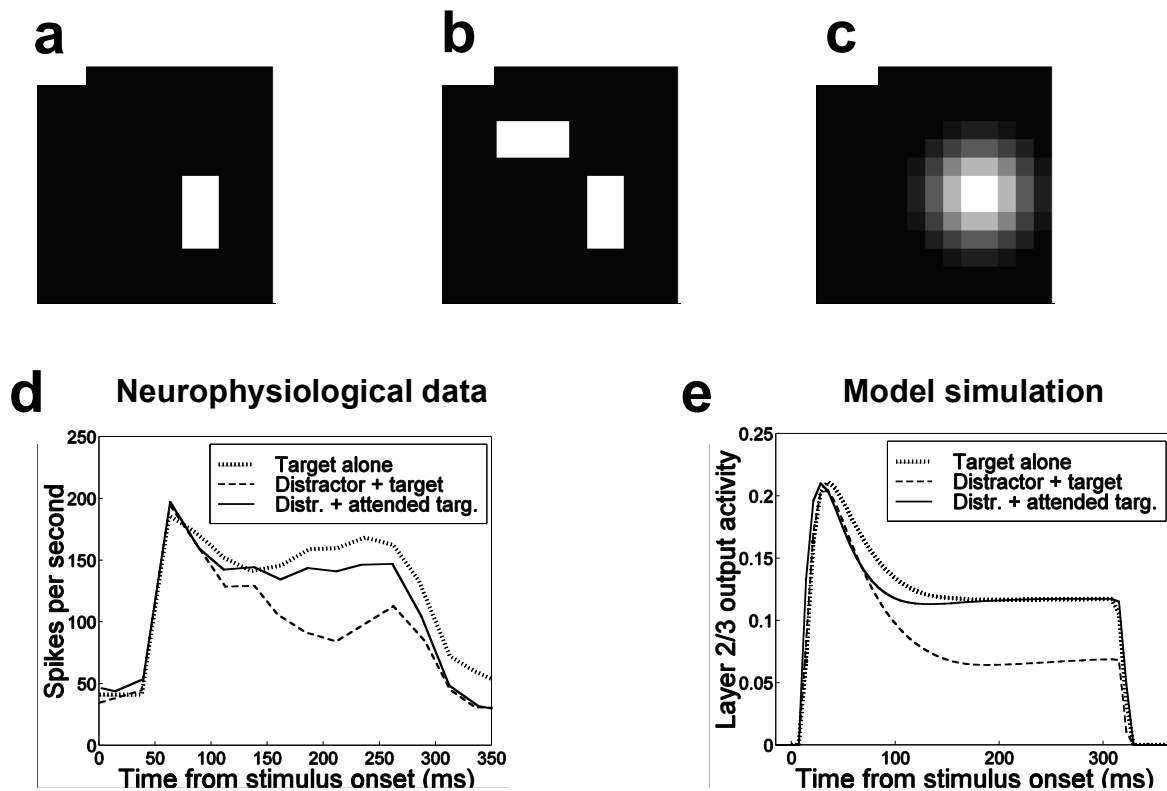 a
b
c
d
Neurophysiological data
250
200
150
100
50
0
Spikes per second
Target alone
Distractor + target
Distr. + attended targ.
0 50 100 150 200 250 300 350
Time from stimulus onset (ms)
e
Model simulation
0.25
0.2
0.15
0.1
0.05
0
Layer 2/3 output activity
Target alone
Distractor + target
Distr. + attended targ.
0 100 200 300
Time from stimulus onset (ms)